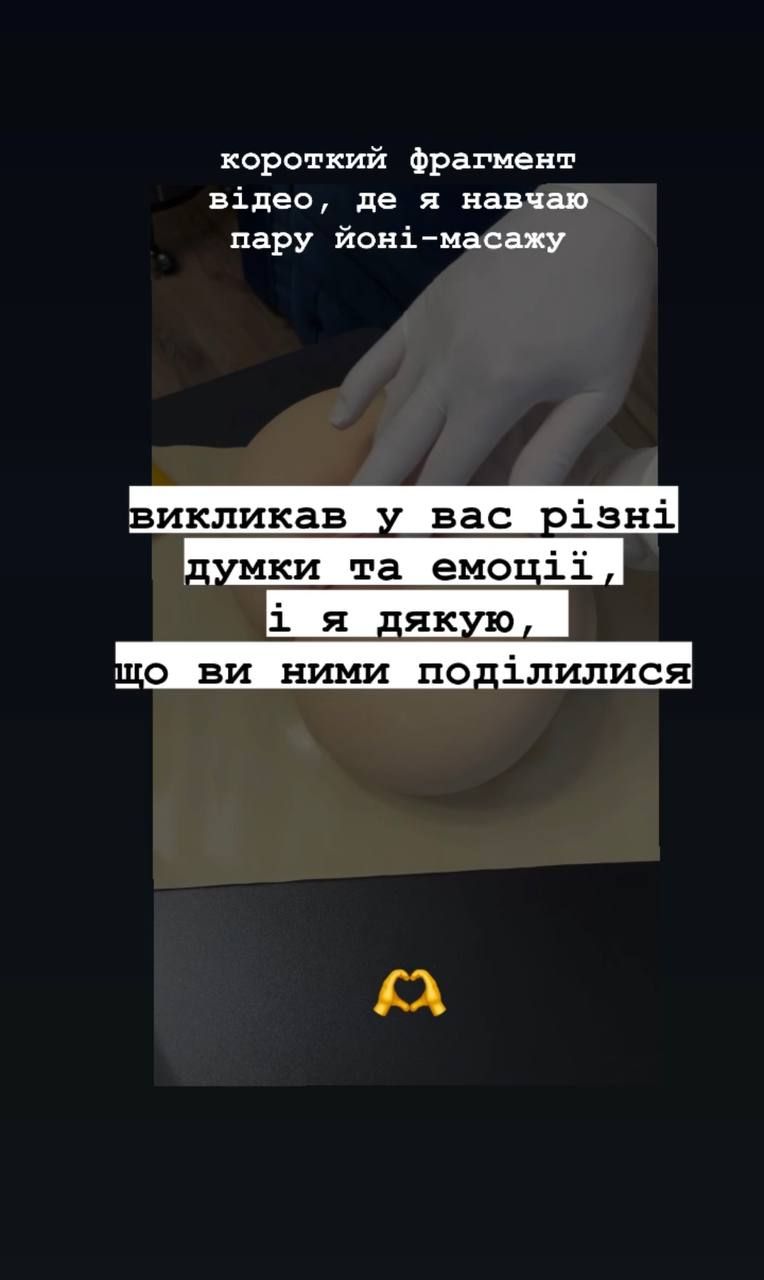 короткий фрагмент
відео, де я навчаю
пару йоні-масажу
викликав у вас різні
думки та емоції,
і я дякую,
що ви ними поділилися